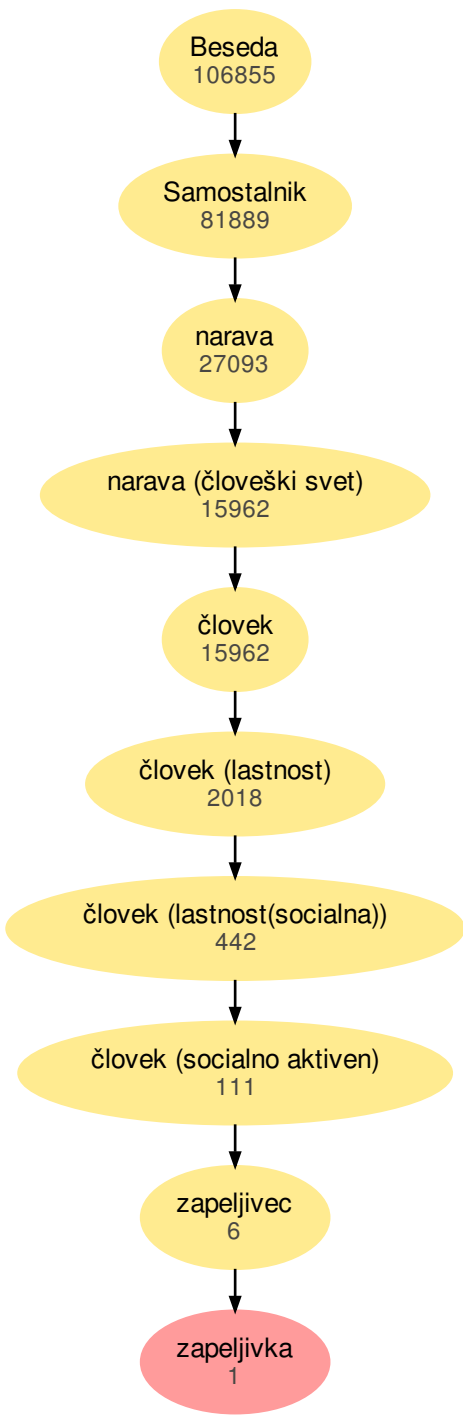 Beseda
106855
Samostalnik
81889
narava
27093
narava (človeški svet)
15962
človek
15962
človek (lastnost)
2018
človek (lastnost(socialna))
442
človek (socialno aktiven)
111
zapeljivec
6
zapeljivka
1